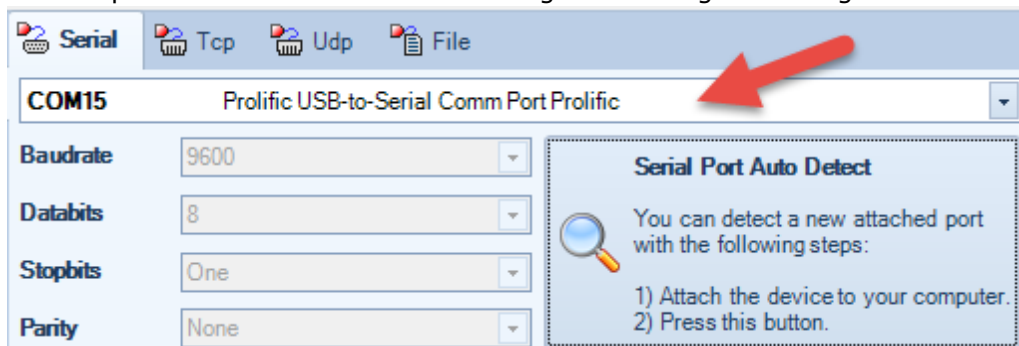 Serial Tcp Udp File
COM15 Prolific USB-to-Serial Comm Port Prolific
Baudrate 9600
Databits 8
Stopbits One
Parity None
Serial Port Auto Detect
You can detect a new attached port
with the following steps:
1) Attach the device to your computer.
2) Press this button.